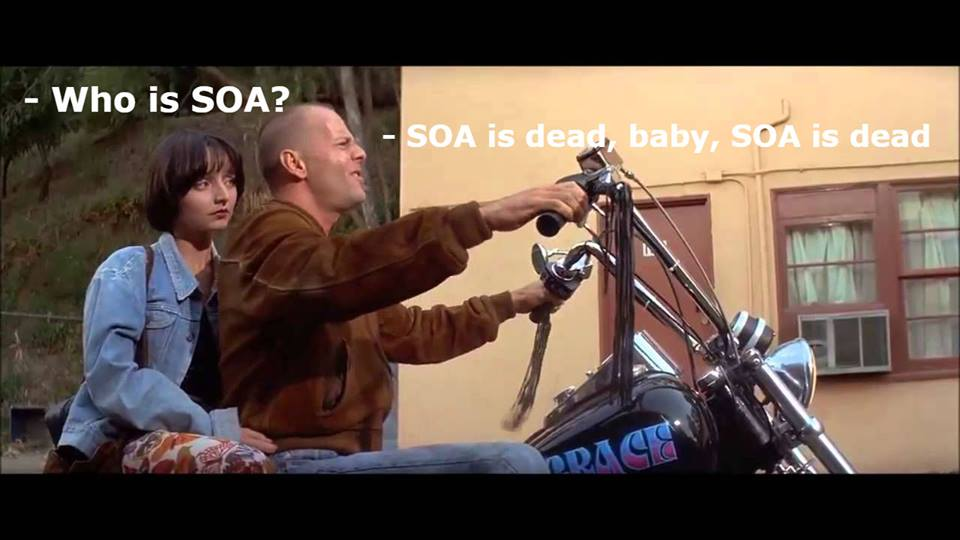 - Who is SOA?
- SOA is dead, baby, SOA is dead
GRACE